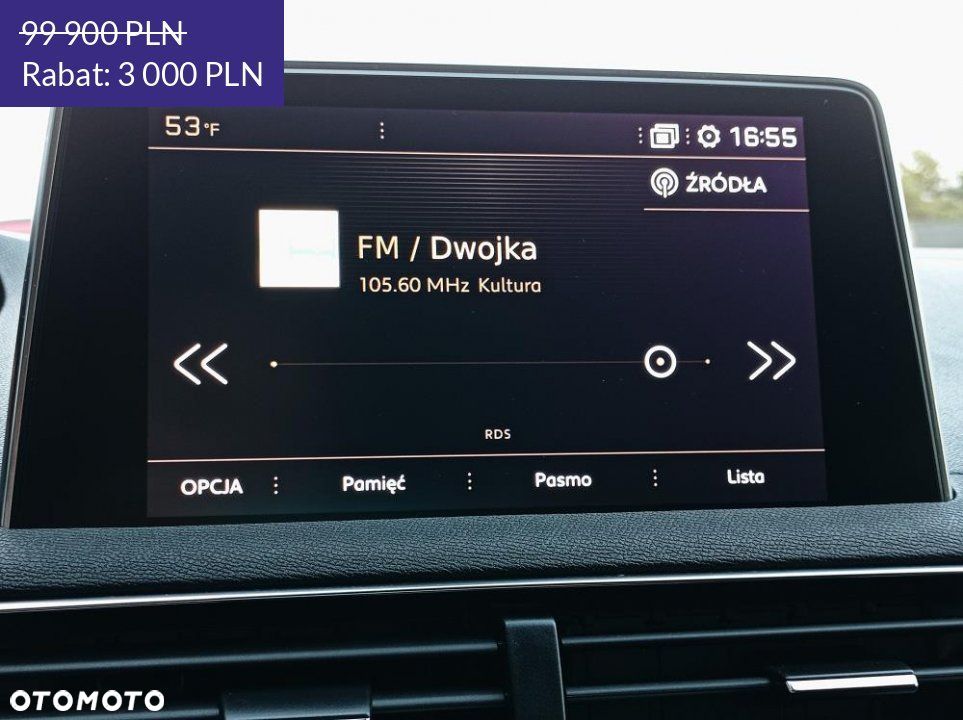 99 900 PLN
Rabat: 3 000 PLN
53°F 16:55
ŹRÓDŁA
FM / Dwojka
105.60 MHz Kultura
RDS
OPCJA Pamięć Pasmo Lista
OTOMOTO